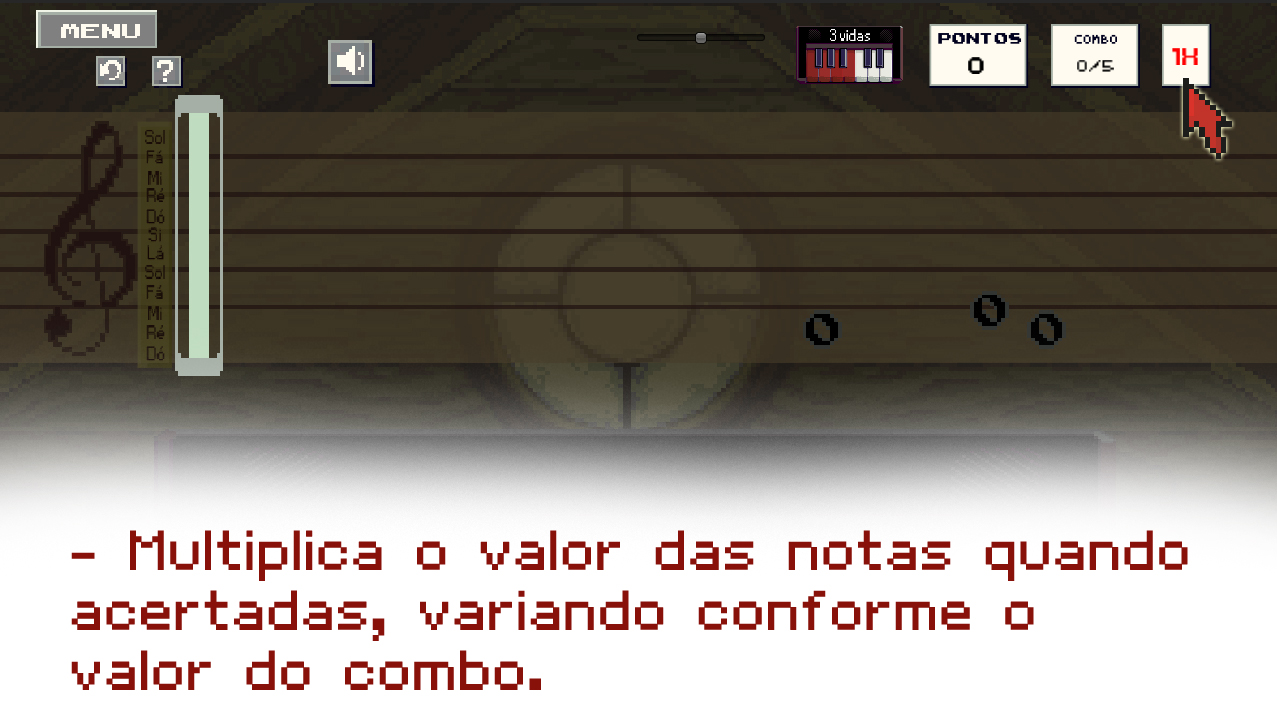 MENU
?
3 vidas
PONTOS
0
COMBO
0/5
1X
Sol
Fá
Mi
Ré
Dó
Si
Lá
Sol
Fá
Mi
Ré
Dó
- Multiplica o valor das notas quando
acertadas, variando conforme o
valor do combo.